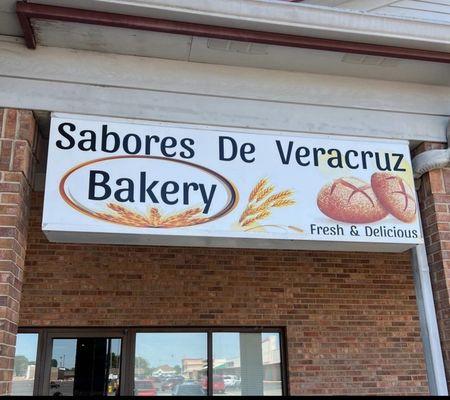 Sabores De Veracruz
Bakery
Fresh & Delicious